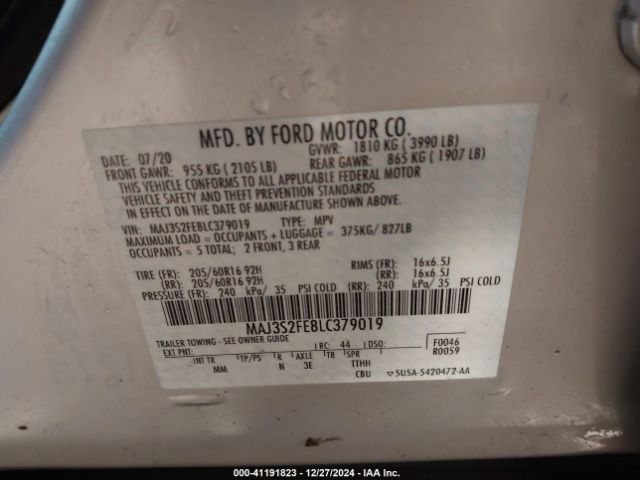 MFD. BY FORD MOTOR CO.
DATE: 07/20 GVWR: 1810 KG ( 3990 LB)
FRONT GAWR: 955 KG ( 2105 LB) REAR GAWR: 865 KG ( 1907 LB)
THIS VEHICLE CONFORMS TO ALL APPLICABLE FEDERAL MOTOR
VEHICLE SAFETY AND THEFT PREVENTION STANDARDS
IN EFFECT ON THE DATE OF MANUFACTURE SHOWN ABOVE.
VIN: MAJ3S2FE8LC379019 TYPE: MPV
MAXIMUM LOAD = OCCUPANTS + LUGGAGE = 375KG/ 827LB
OCCUPANTS = 5 TOTAL; 2 FRONT, 3 REAR
TIRE (FR): 205/60R16 92H RIMS (FR): 16x6.5J
(RR): 205/60R16 92H (RR): 16x6.5J
PRESSURE (FR): 240 kPa/ 35 PSI COLD (RR): 240 kPa/ 35 PSI COLD
MAJ3S2FE8LC379019
TRAILER TOWING - SEE OWNER GUIDE
EXT PNT: RC: 44 DSO: F0046
R0059
INT TR TP/PS R AXLE TR SPR
MM N 3E TTHH
CBU 5U5A-5420472-AA
000-41191823 - 12/27/2024 - IAA Inc.